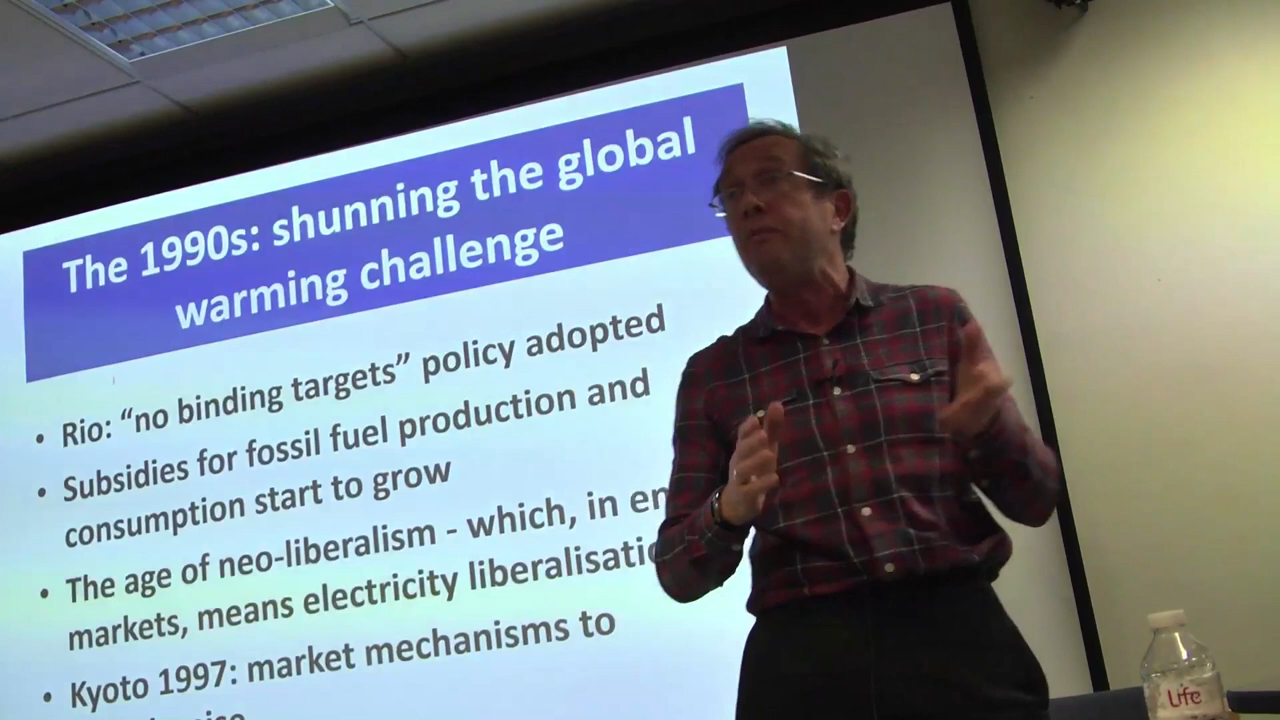 The 1990s: shunning the global
warming challenge
• Rio: “no binding targets” policy adopted
• Subsidies for fossil fuel production and
consumption start to grow
• The age of neo-liberalism - which, in
markets, means electricity
• Kyoto 1997: market mechanisms to
Life